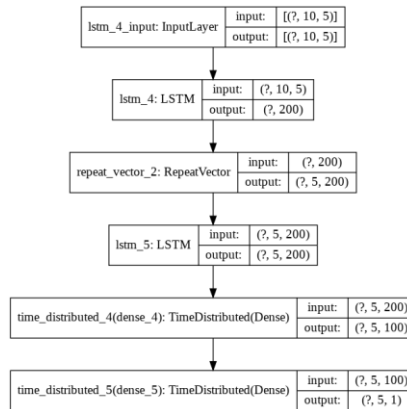 lstm_4_input: InputLayer input: [(?, 10, 5)]
output: [(?, 10, 5)]
lstm_4: LSTM input: (?, 10, 5)
output: (?, 200)
repeat_vector_2: RepeatVector input: (?, 200)
output: (?, 5, 200)
lstm_5: LSTM input: (?, 5, 200)
output: (?, 5, 200)
time_distributed_4(dense_4): TimeDistributed(Dense) input: (?, 5, 200)
output: (?, 5, 100)
time_distributed_5(dense_5): TimeDistributed(Dense) input: (?, 5, 100)
output: (?, 5, 1)